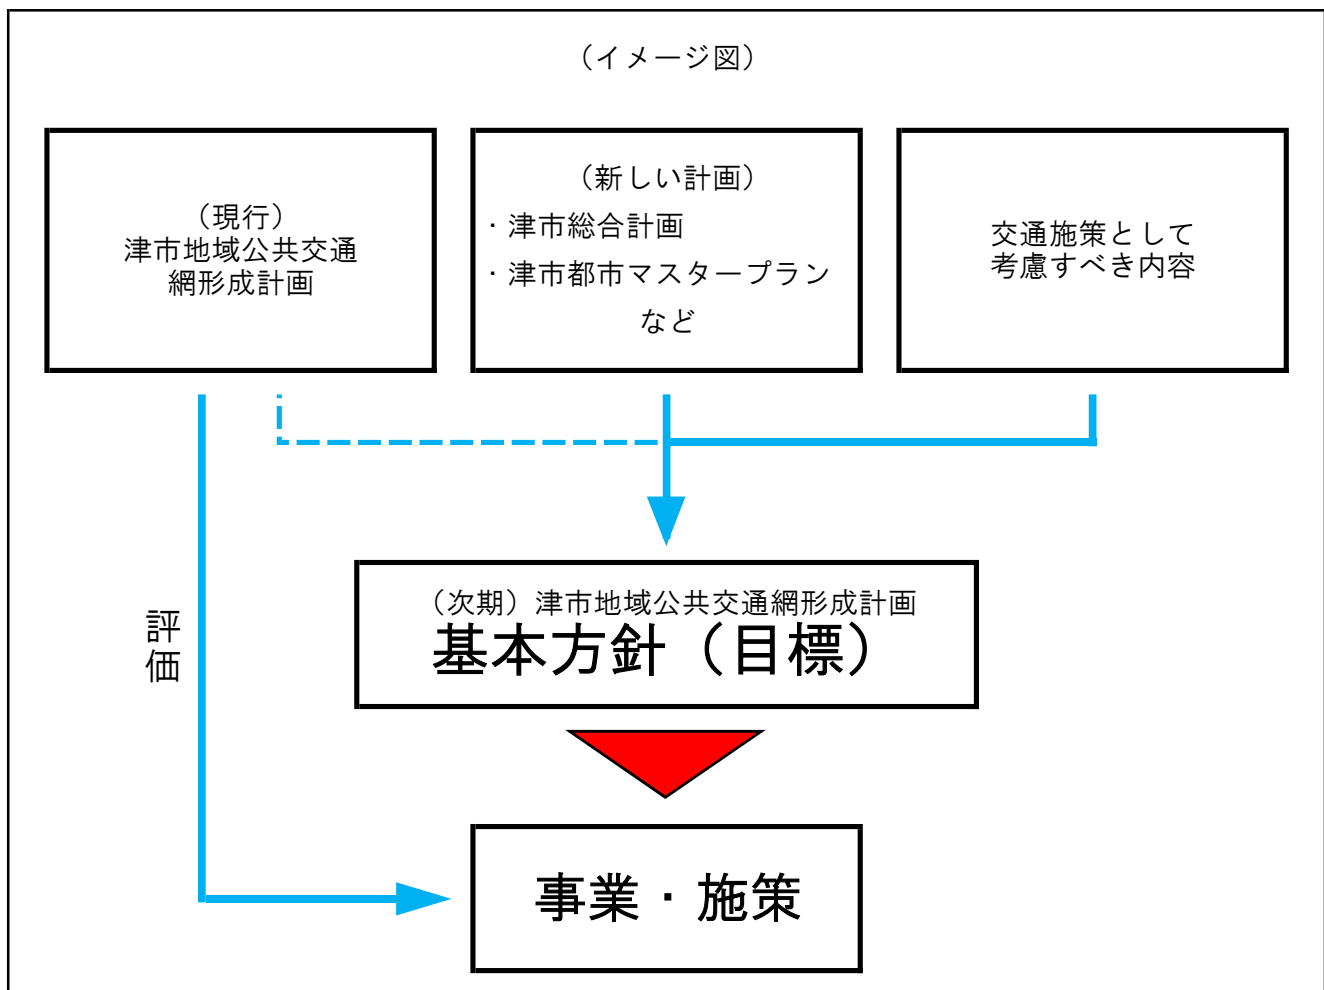 （イメージ図）
（現行）
津市地域公共交通
網形成計画
（新しい計画）
・津市総合計画
・津市都市マスタープラン
など
交通施策として
考慮すべき内容
評価
（次期）津市地域公共交通網形成計画
基本方針（目標）
事業・施策